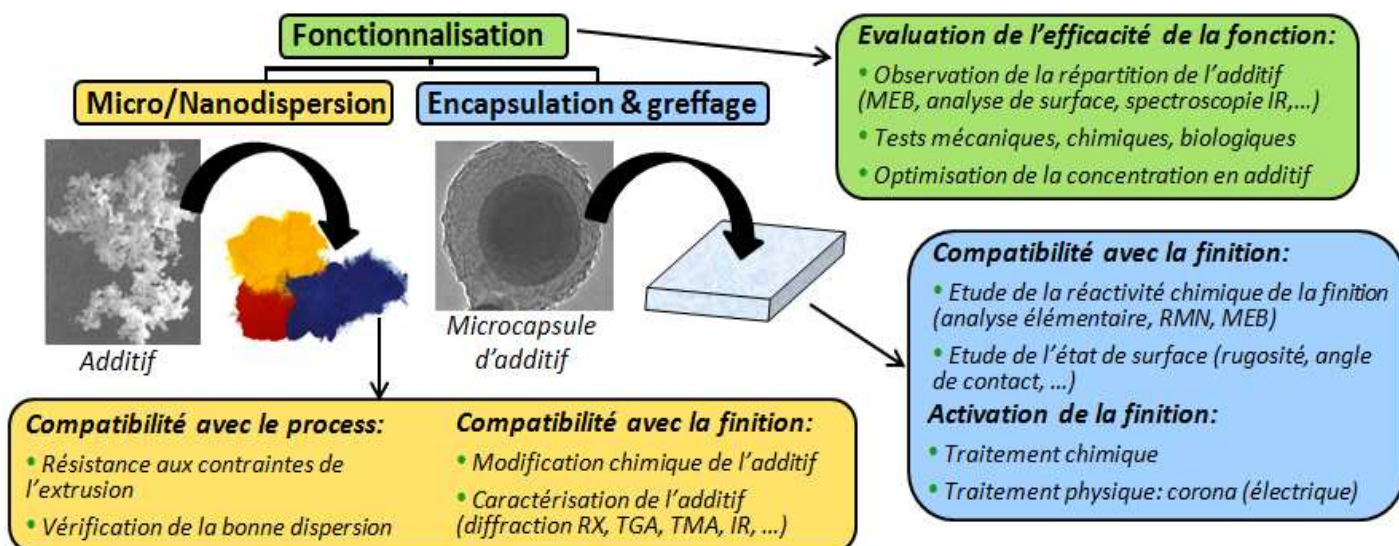 Fonctionnalisation
Micro/Nanodispersion
Encapsulation & greffage
Additif
Microcapsule
d’additif
Evaluation de l’efficacité de la fonction:
• Observation de la répartition de l’additif
(MEB, analyse de surface, spectroscopie IR,...)
• Tests mécaniques, chimiques, biologiques
• Optimisation de la concentration en additif
Compatibilité avec la finition:
• Etude de la réactivité chimique de la finition
(analyse élémentaire, RMN, MEB)
• Etude de l’état de surface (rugosité, angle
de contact, ...)
Activation de la finition:
• Traitement chimique
• Traitement physique: corona (électrique)
Compatibilité avec le process:
• Résistance aux contraintes de
l’extrusion
• Vérification de la bonne dispersion
Compatibilité avec la finition:
• Modification chimique de l’additif
• Caractérisation de l’additif
(diffraction RX, TGA, TMA, IR, ...)